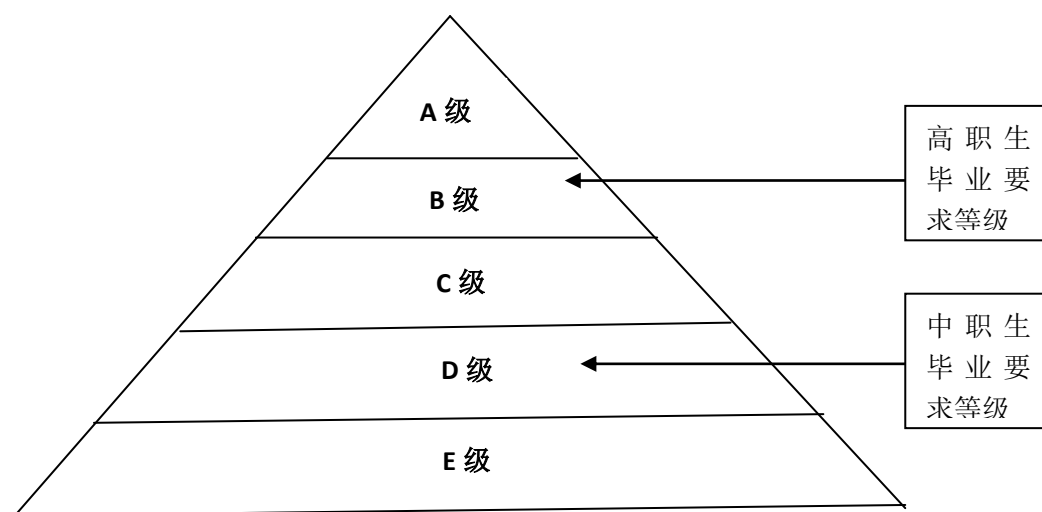 A 级
高 职 生
毕 业 要
求等级
B 级
C 级
中 职 生
毕 业 要
求等级
D 级
E 级